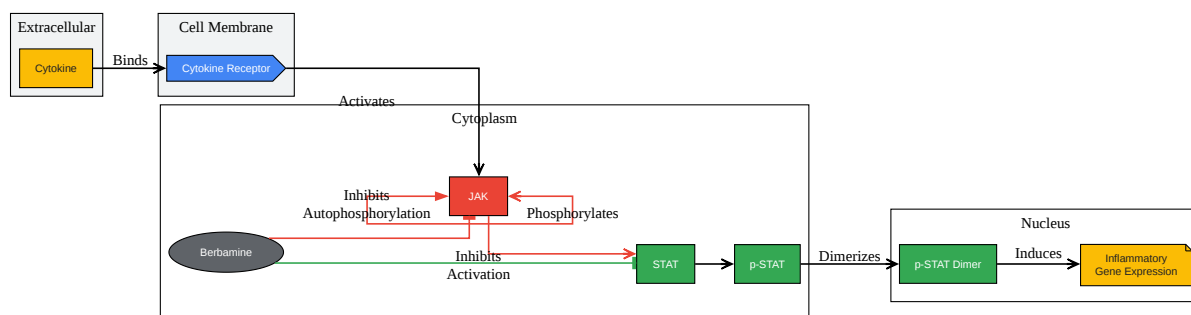 Extracellular
Cell Membrane
Cytokine
Binds
Cytokine Receptor
Activates
Cytoplasm
JAK
Inhibits
Autophosphorylation
Phosphorylates
Berbamine
Inhibits
Activation
STAT
p-STAT
Dimerizes
Nucleus
p-STAT Dimer
Induces
Inflammatory
Gene Expression